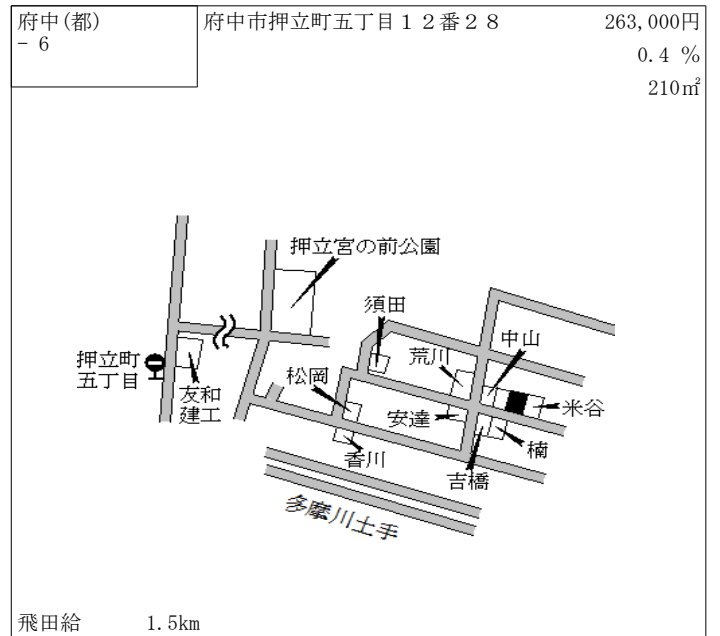 府中(都)
- 6
府中市押立町五丁目１２番２８
263,000円
0.4 %
210㎡
押立宮の前公園
須田
中山
荒川
押立町
五丁目
松岡
友和
建工
米谷
安達
楠
香川
吉橋
多摩川土手
飛田給 1.5km